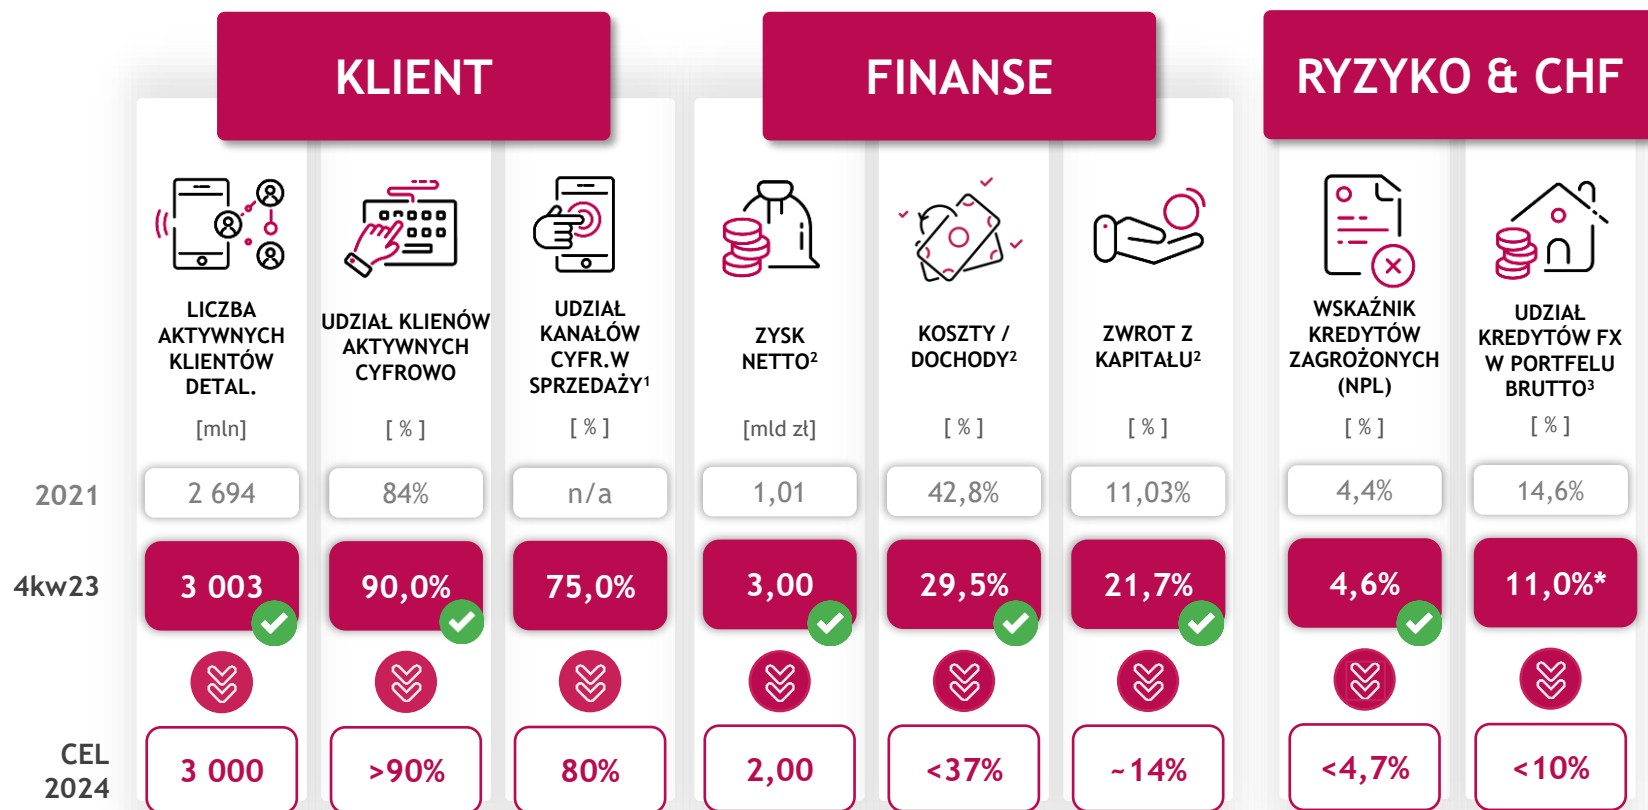 KLIENT
FINANSE
RYZYKO & CHF
LICZBA
AKTYWNYCH
KLIENTÓW
DETAL.
[mln]
UDZIAŁ KLIENÓW
AKTYWNYCH
CYFROWO
[ % ]
UDZIAŁ
KANAŁÓW
CYFR.W
SPRZEDAŻY¹
[ % ]
ZYSK
NETTO²
[mld zł]
KOSZTY /
DOCHODY²
[ % ]
ZWROT Z
KAPITAŁU²
[ % ]
WSKAŹNIK
KREDYTÓW
ZAGROŻONYCH
(NPL)
[ % ]
UDZIAŁ
KREDYTÓW FX
W PORTFELU
BRUTTO³
[ % ]
2021 2 694 84% n/a 1,01 42,8% 11,03% 4,4% 14,6%
4kw23 3 003 90,0% 75,0% 3,00 29,5% 21,7% 4,6% 11,0%*
CEL
2024 3 000 >90% 80% 2,00 <37% ~14% <4,7% <10%